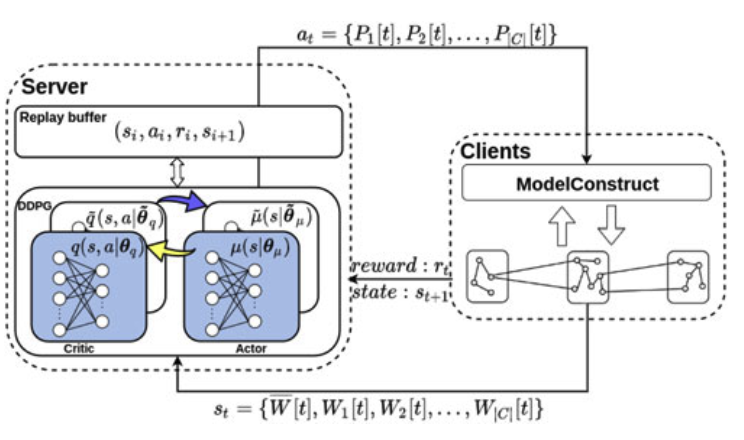 a_t = {P_1[t], P_2[t], ..., P_{|C|}[t]}
Server
Replay buffer
(s_i, a_i, r_i, s_{i+1})
Clients
ModelConstruct
DDPG
q̃(s, a|θ̃_q)
μ̃(s|θ̃_μ)
q(s, a|θ_q)
μ(s|θ_μ)
reward : r_t
state : s_{t+1}
Critic
Actor
s_t = {W̅[t], W_1[t], W_2[t], ..., W_{|C|}[t]}